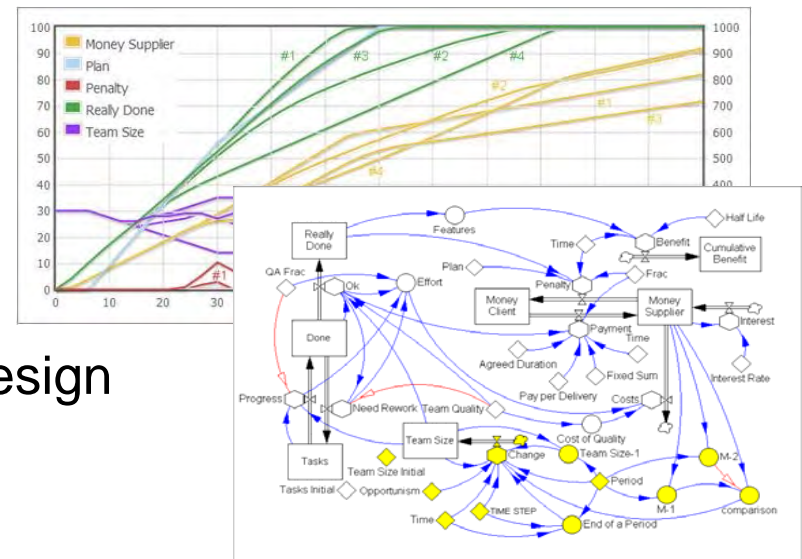 100
90
80
70
60
50
40
30
20
10
0
0
10
20
30
1000
900
800
700
600
500
400
Money Supplier
Plan
Penalty
Really Done
Team Size
#1
#3
#2
#4
#2
#3
#4
#1
esign
Really
Done
Features
Half Life
Time
Benefit
Cumulative
Benefit
QA Frac
Ok
Effort
Plan
Penalty
Frac
Money
Client
Money
Supplier
Done
Payment
Time
Interest
Agreed Duration
Fixed Sum
Pay per Delivery
Interest Rate
Progress
Need Rework
Team Quality
Costs
Cost of Quality
Team Size
Change
Team Size-1
M-2
Tasks
Team Size Initial
Tasks Initial
Opportunism
Period
TIME STEP
M-1
comparison
Time
End of a Period